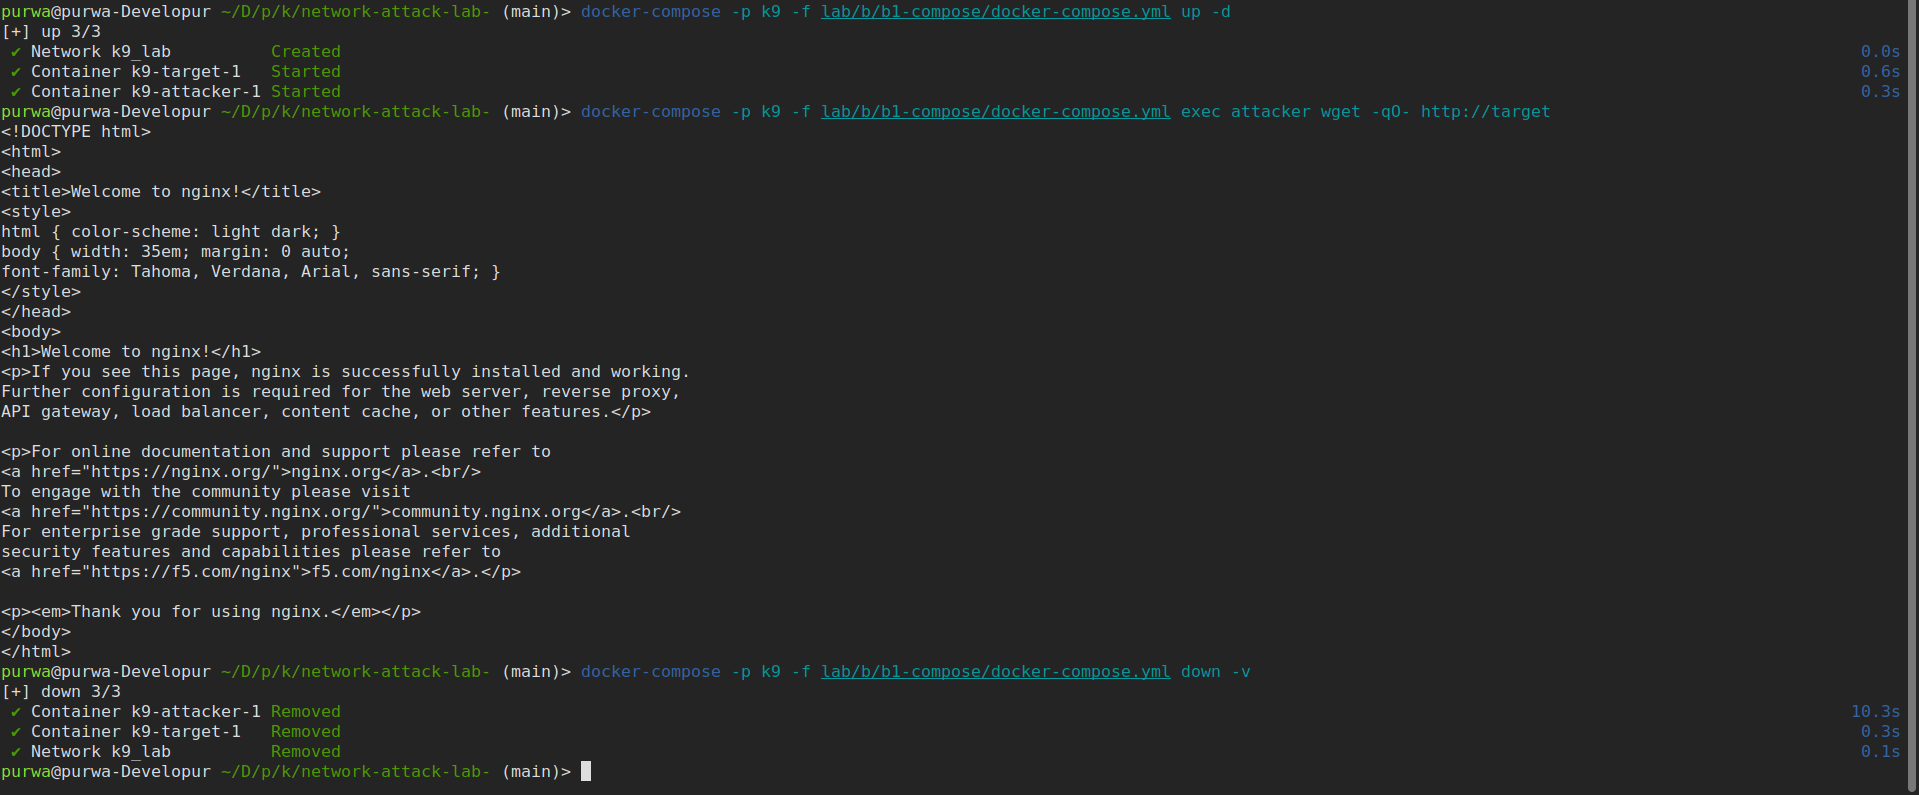 purwa@purwa-Developur ~/D/p/k/network-attack-lab- (main)> docker-compose -p k9 -f lab/b/b1-compose/docker-compose.yml up -d
[+] up 3/3
 ✔ Network k9_lab          Created                                                  0.0s
 ✔ Container k9-target-1   Started                                                  0.6s
 ✔ Container k9-attacker-1 Started                                                  0.3s
purwa@purwa-Developur ~/D/p/k/network-attack-lab- (main)> docker-compose -p k9 -f lab/b/b1-compose/docker-compose.yml exec attacker wget -qO- http://target
<!DOCTYPE html>
<html>
<head>
<title>Welcome to nginx!</title>
<style>
html { color-scheme: light dark; }
body { width: 35em; margin: 0 auto;
font-family: Tahoma, Verdana, Arial, sans-serif; }
</style>
</head>
<body>
<h1>Welcome to nginx!</h1>
<p>If you see this page, nginx is successfully installed and working.
Further configuration is required for the web server, reverse proxy,
API gateway, load balancer, content cache, or other features.</p>

<p>For online documentation and support please refer to
<a href="https://nginx.org/">nginx.org</a>.<br/>
To engage with the community please visit
<a href="https://community.nginx.org/">community.nginx.org</a>.<br/>
For enterprise grade support, professional services, additional
security features and capabilities please refer to
<a href="https://f5.com/nginx">f5.com/nginx</a>.</p>

<p><em>Thank you for using nginx.</em></p>
</body>
</html>
purwa@purwa-Developur ~/D/p/k/network-attack-lab- (main)> docker-compose -p k9 -f lab/b/b1-compose/docker-compose.yml down -v
[+] down 3/3
 ✔ Container k9-attacker-1 Removed                                                  10.3s
 ✔ Container k9-target-1   Removed                                                  0.3s
 ✔ Network k9_lab          Removed                                                  0.1s
purwa@purwa-Developur ~/D/p/k/network-attack-lab- (main)>